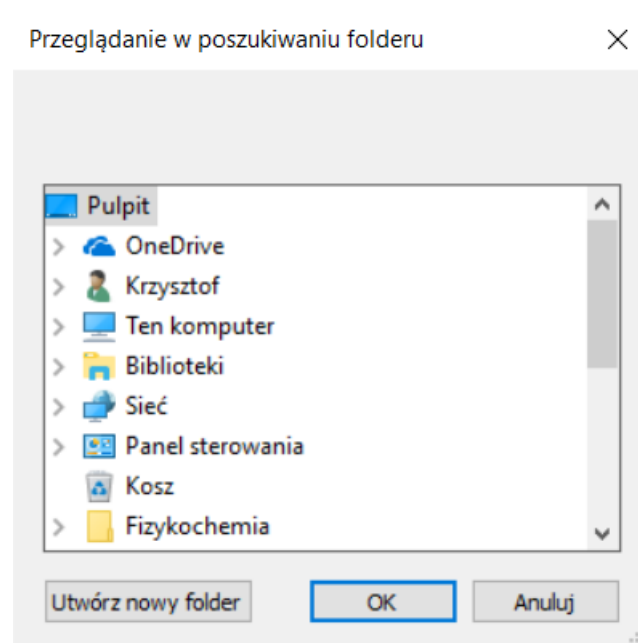 Przeglądanie w poszukiwaniu folderu
Pulpit
OneDrive
Krzysztof
Ten komputer
Biblioteki
Sieć
Panel sterowania
Kosz
Fizykochemia
Utwórz nowy folder OK Anuluj